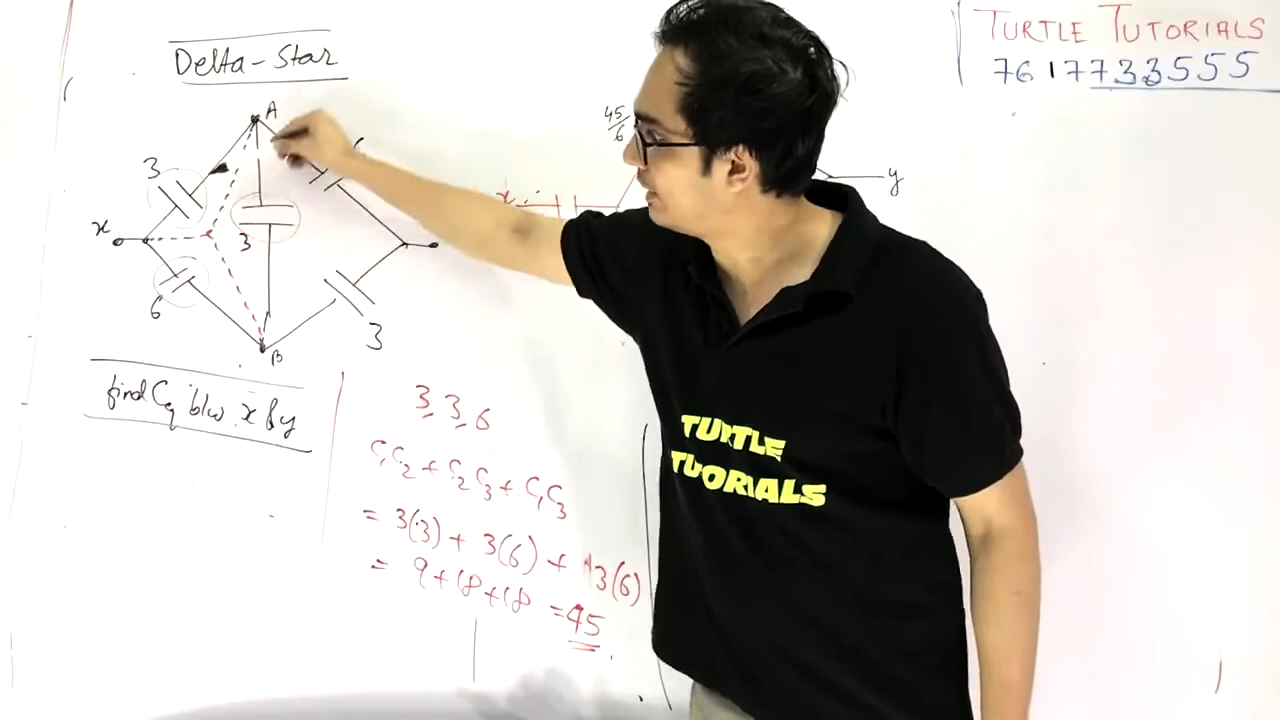 Delta-Star
TURTLE TUTORIALS
7617733555
A
3
x
3
6
B
3
45/6
x
y
find Cq b/w x & y
3, 3, 6
C₁C₂ + C₂C₃ + C₁C₃
= 3(3) + 3(6) + 3(6)
= 9+18+18 = 45
TURTLE
TUTORIALS